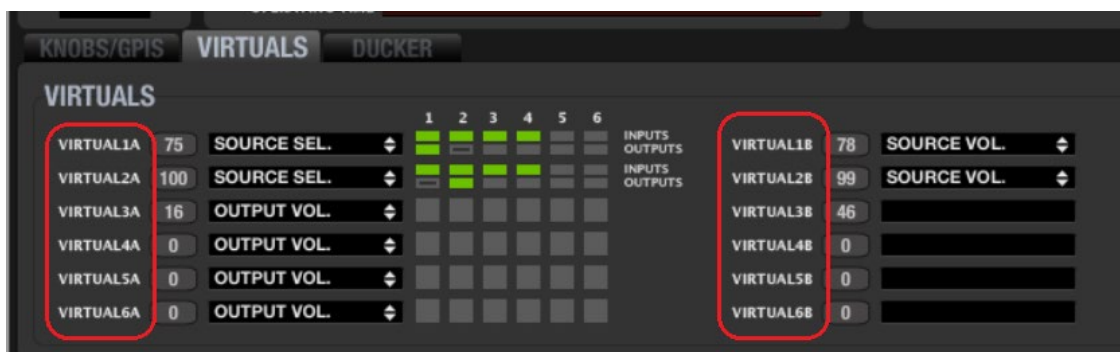 KNOBS/GPIS VIRTUALS DUCKER
VIRTUALS
1 2 3 4 5 6
VIRTUAL1A 75 SOURCE SEL. INPUTS OUTPUTS VIRTUAL1B 78 SOURCE VOL.
VIRTUAL2A 100 SOURCE SEL. INPUTS OUTPUTS VIRTUAL2B 99 SOURCE VOL.
VIRTUAL3A 16 OUTPUT VOL. VIRTUAL3B 46
VIRTUAL4A 0 OUTPUT VOL. VIRTUAL4B 0
VIRTUAL5A 0 OUTPUT VOL. VIRTUAL5B 0
VIRTUAL6A 0 OUTPUT VOL. VIRTUAL6B 0